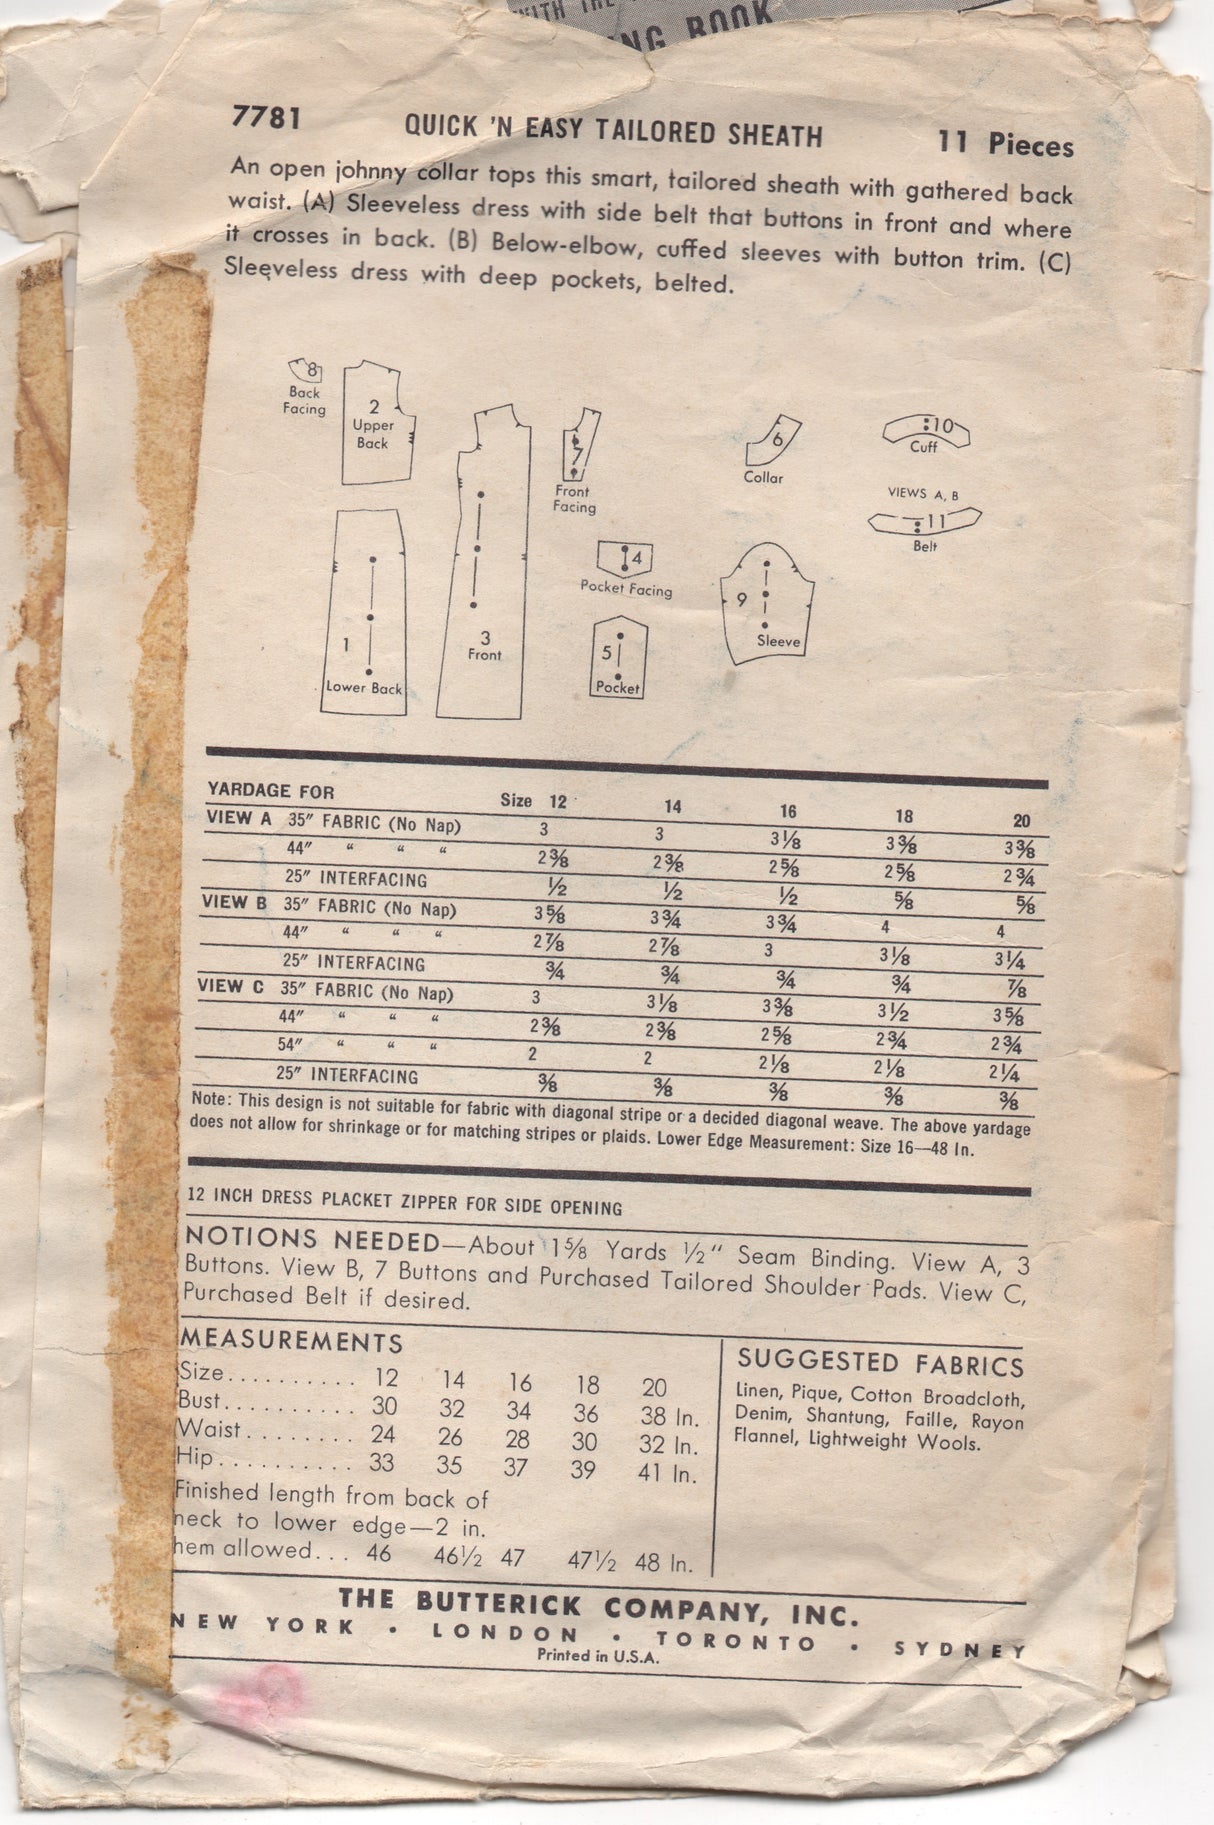 WITH THE
NG BOOK
7781 QUICK 'N EASY TAILORED SHEATH 11 Pieces
An open johnny collar tops this smart, tailored sheath with gathered back
waist. (A) Sleeveless dress with side belt that buttons in front and where
it crosses in back. (B) Below-elbow, cuffed sleeves with button trim. (C)
Sleeveless dress with deep pockets, belted.
8
Back
Facing
2
Upper
Back
7
Front
Facing
6
Collar
10
Cuff
VIEWS A, B
11
Belt
4
Pocket Facing
1
Lower Back
3
Front
5
Pocket
9
Sleeve
YARDAGE FOR Size 12 14 16 18 20
VIEW A 35" FABRIC (No Nap) 3 3 3⅛ 3⅜ 3⅜
44" " " " 2⅜ 2⅜ 2⅝ 2⅝ 2¾
25" INTERFACING ½ ½ ½ ⅝ ⅝
VIEW B 35" FABRIC (No Nap) 3⅝ 3¾ 3¾ 4 4
44" " " " 2⅞ 2⅞ 3 3⅛ 3¼
25" INTERFACING ¾ ¾ ¾ ¾ ⅞
VIEW C 35" FABRIC (No Nap) 3 3⅛ 3⅜ 3½ 3⅝
44" " " " 2⅜ 2⅜ 2⅝ 2¾ 2¾
54" " " " 2 2 2⅛ 2⅛ 2¼
25" INTERFACING ⅜ ⅜ ⅜ ⅜ ⅜
Note: This design is not suitable for fabric with diagonal stripe or a decided diagonal weave. The above yardage
does not allow for shrinkage or for matching stripes or plaids. Lower Edge Measurement: Size 16—48 In.
12 INCH DRESS PLACKET ZIPPER FOR SIDE OPENING
NOTIONS NEEDED—About 1⅝ Yards ½" Seam Binding. View A, 3
Buttons. View B, 7 Buttons and Purchased Tailored Shoulder Pads. View C,
Purchased Belt if desired.
MEASUREMENTS
Size.......... 12 14 16 18 20
Bust.......... 30 32 34 36 38 In.
Waist........ 24 26 28 30 32 In.
Hip.......... 33 35 37 39 41 In.
Finished length from back of
neck to lower edge—2 in.
hem allowed... 46 46½ 47 47½ 48 In.
SUGGESTED FABRICS
Linen, Pique, Cotton Broadcloth,
Denim, Shantung, Faille, Rayon
Flannel, Lightweight Wools.
THE BUTTERICK COMPANY, INC.
NEW YORK • LONDON • TORONTO • SYDNEY
Printed in U.S.A.